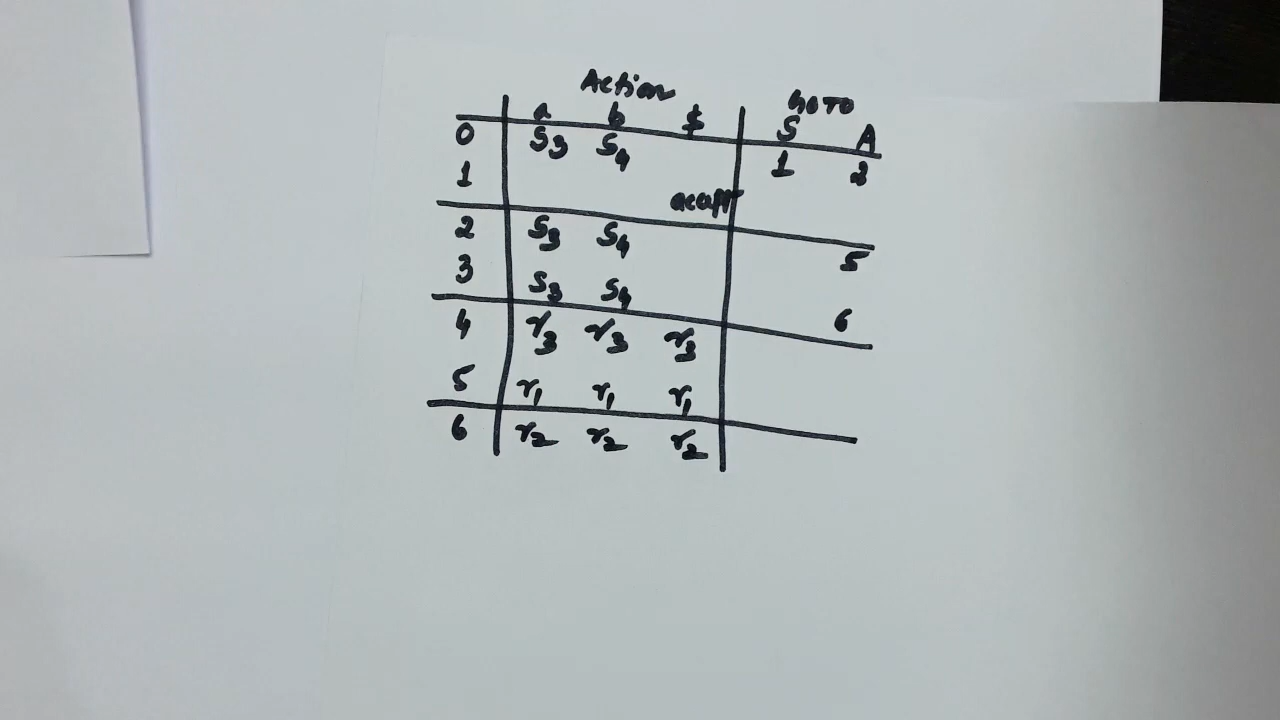 Action GOTO
a b $ S A
0 S3 S4 1 2
1 accept
2 S3 S4 5
3 S3 S4 6
4 r3 r3 r3
5 r1 r1 r1
6 r2 r2 r2